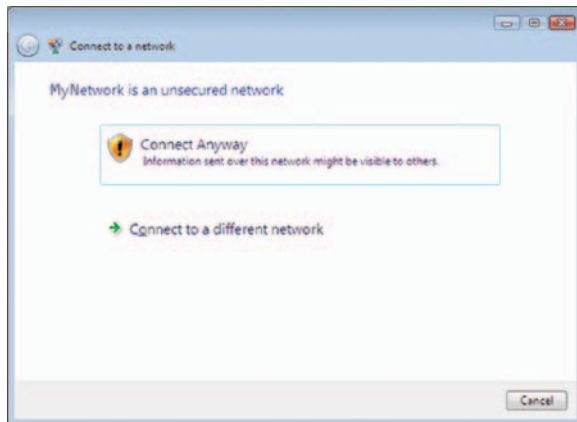 Connect to a network
MyNetwork is an unsecured network
Connect Anyway
Information sent over this network might be visible to others.
Connect to a different network
Cancel